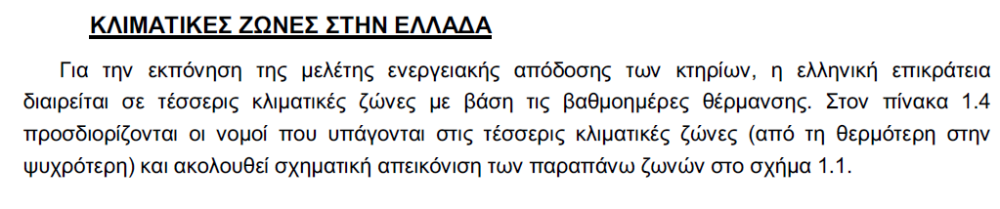 ΚΛΙΜΑΤΙΚΕΣ ΖΩΝΕΣ ΣΤΗΝ ΕΛΛΑΔΑ
Για την εκπόνηση της μελέτης ενεργειακής απόδοσης των κτηρίων, η ελληνική επικράτεια
διαιρείται σε τέσσερις κλιματικές ζώνες με βάση τις βαθμοημέρες θέρμανσης. Στον πίνακα 1.4
προσδιορίζονται οι νομοί που υπάγονται στις τέσσερις κλιματικές ζώνες (από τη θερμότερη στην
ψυχρότερη) και ακολουθεί σχηματική απεικόνιση των παραπάνω ζωνών στο σχήμα 1.1.